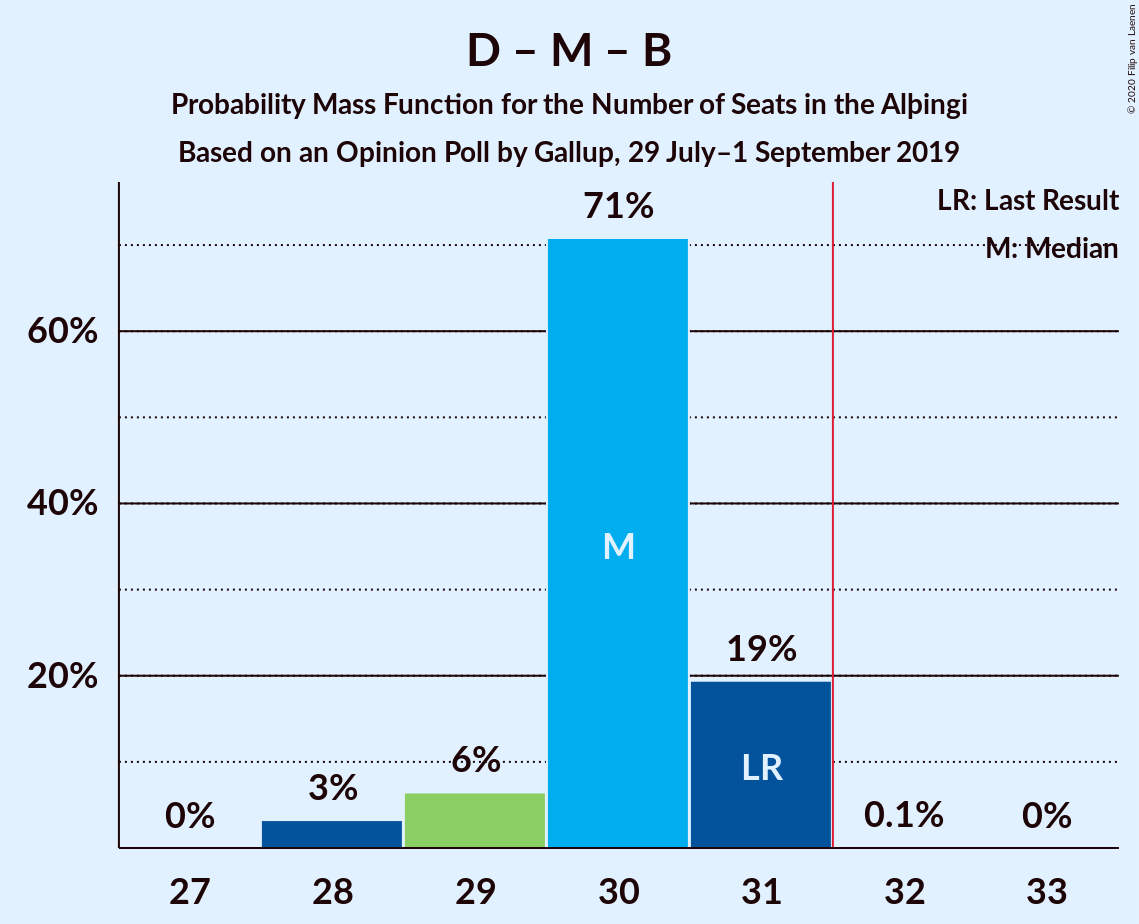 D – M – B
Probability Mass Function for the Number of Seats in the Alþingi
Based on an Opinion Poll by Gallup, 29 July–1 September 2019
© 2020 Filip van Laenen
LR: Last Result
M: Median
71%
60%
40%
M
19%
20%
LR
6%
3%
0%
0.1%
0%
27 28 29 30 31 32 33